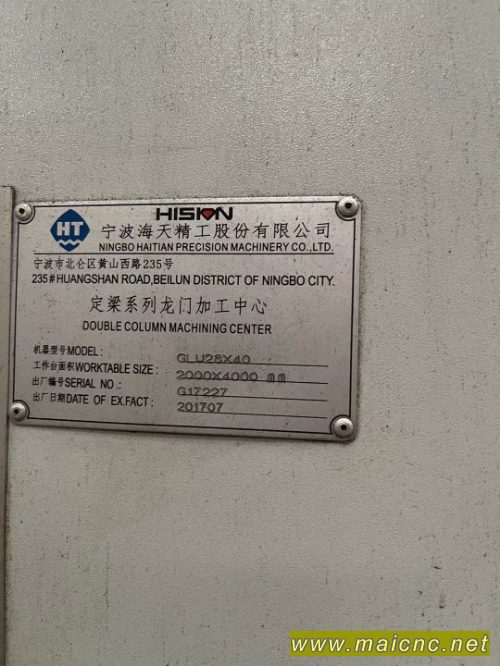 HISION
HT
宁波海天精工股份有限公司
NINGBO HAITIAN PRECISION MACHINERY CO.,LTD.
宁波市北仑区黄山西路235号
235#HUANGSHAN ROAD,BEILUN DISTRICT OF NINGBO CITY.
定梁系列龙门加工中心
DOUBLE COLUMN MACHINING CENTER
机器型号MODEL: GLU28X40
工作台面积WORKTABLE SIZE: 2000X4000 mm
出厂编号SERIAL NO.: G17227
出厂日期DATE OF EX.FACT: 201707
www.maicnc.net